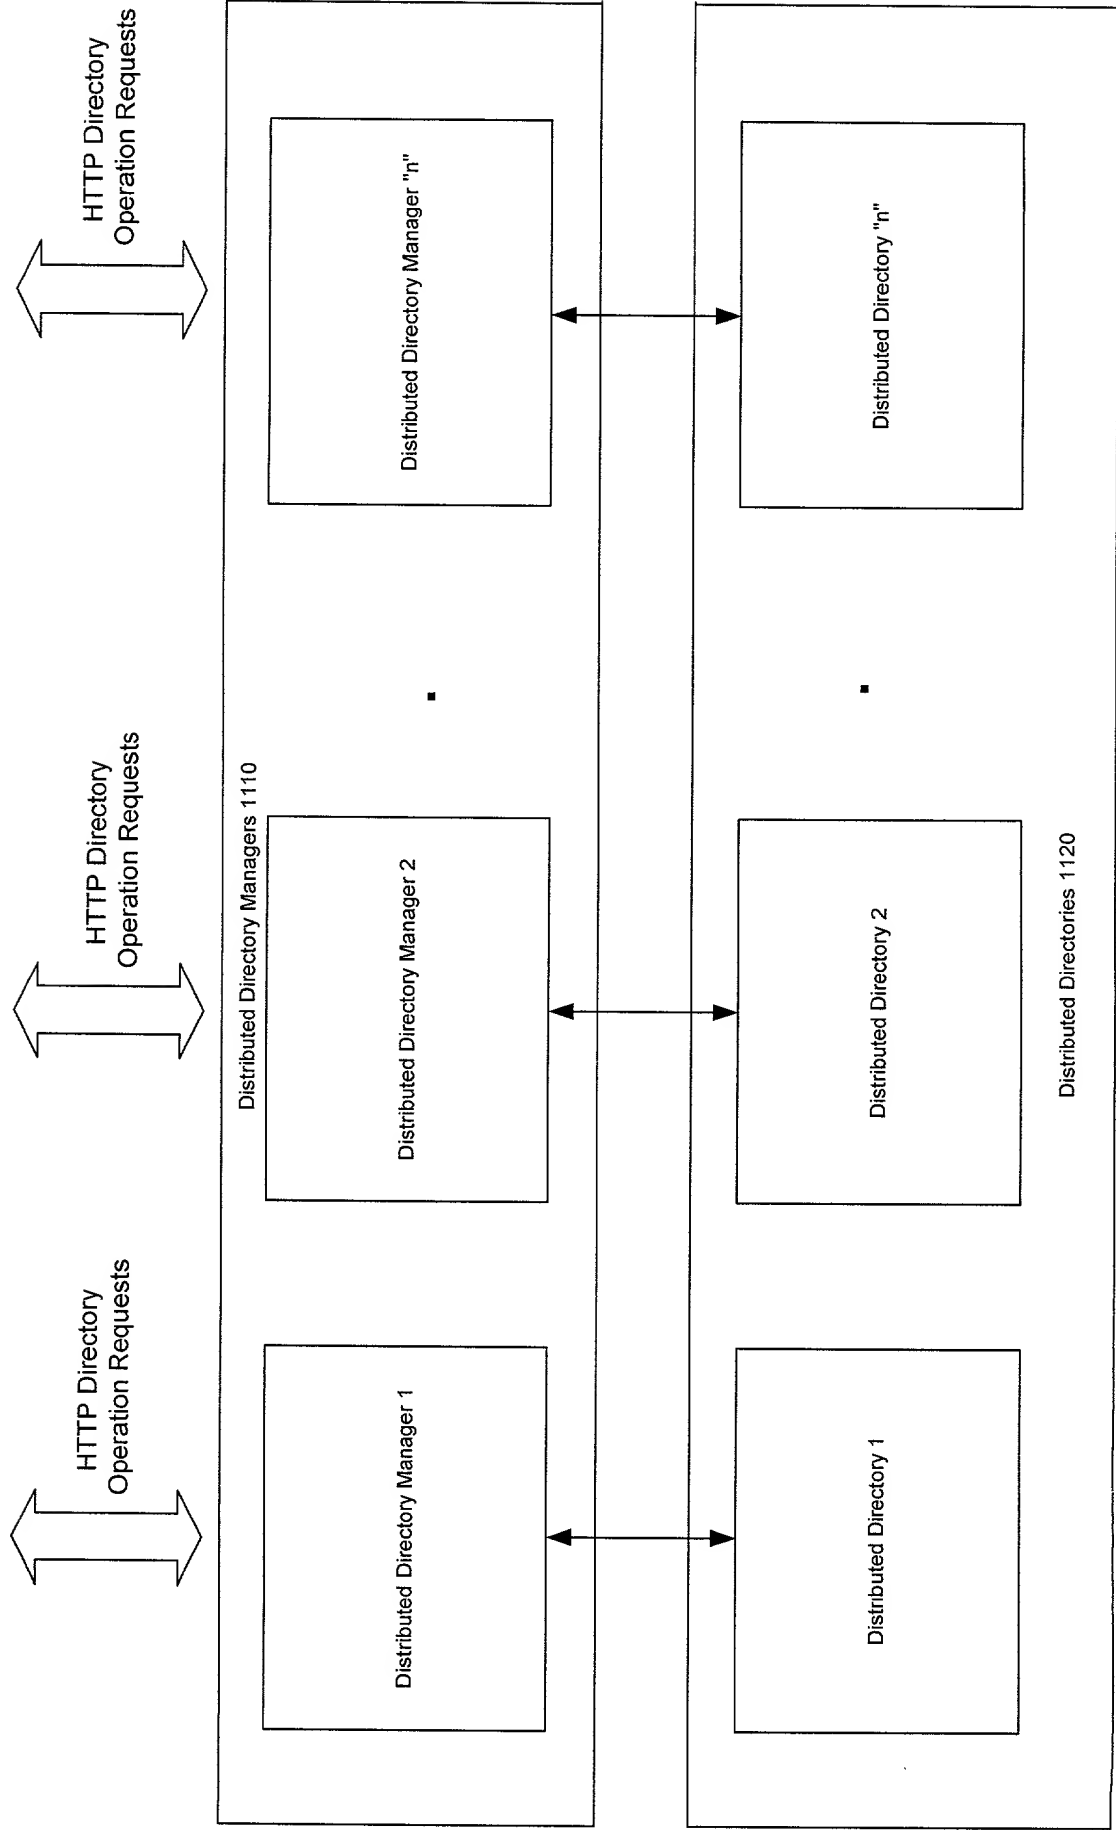 HTTP Directory
Operation Requests
HTTP Directory
Operation Requests
HTTP Directory
Operation Requests
Distributed Directory Managers 1110
Distributed Directory Manager 1
Distributed Directory Manager 2
Distributed Directory Manager "n"
Distributed Directory 1
Distributed Directory 2
Distributed Directory "n"
Distributed Directories 1120